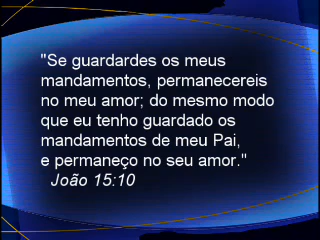 "Se guardardes os meus
mandamentos, permanecereis
no meu amor; do mesmo modo
que eu tenho guardado os
mandamentos de meu Pai,
e permaneço no seu amor."
João 15:10